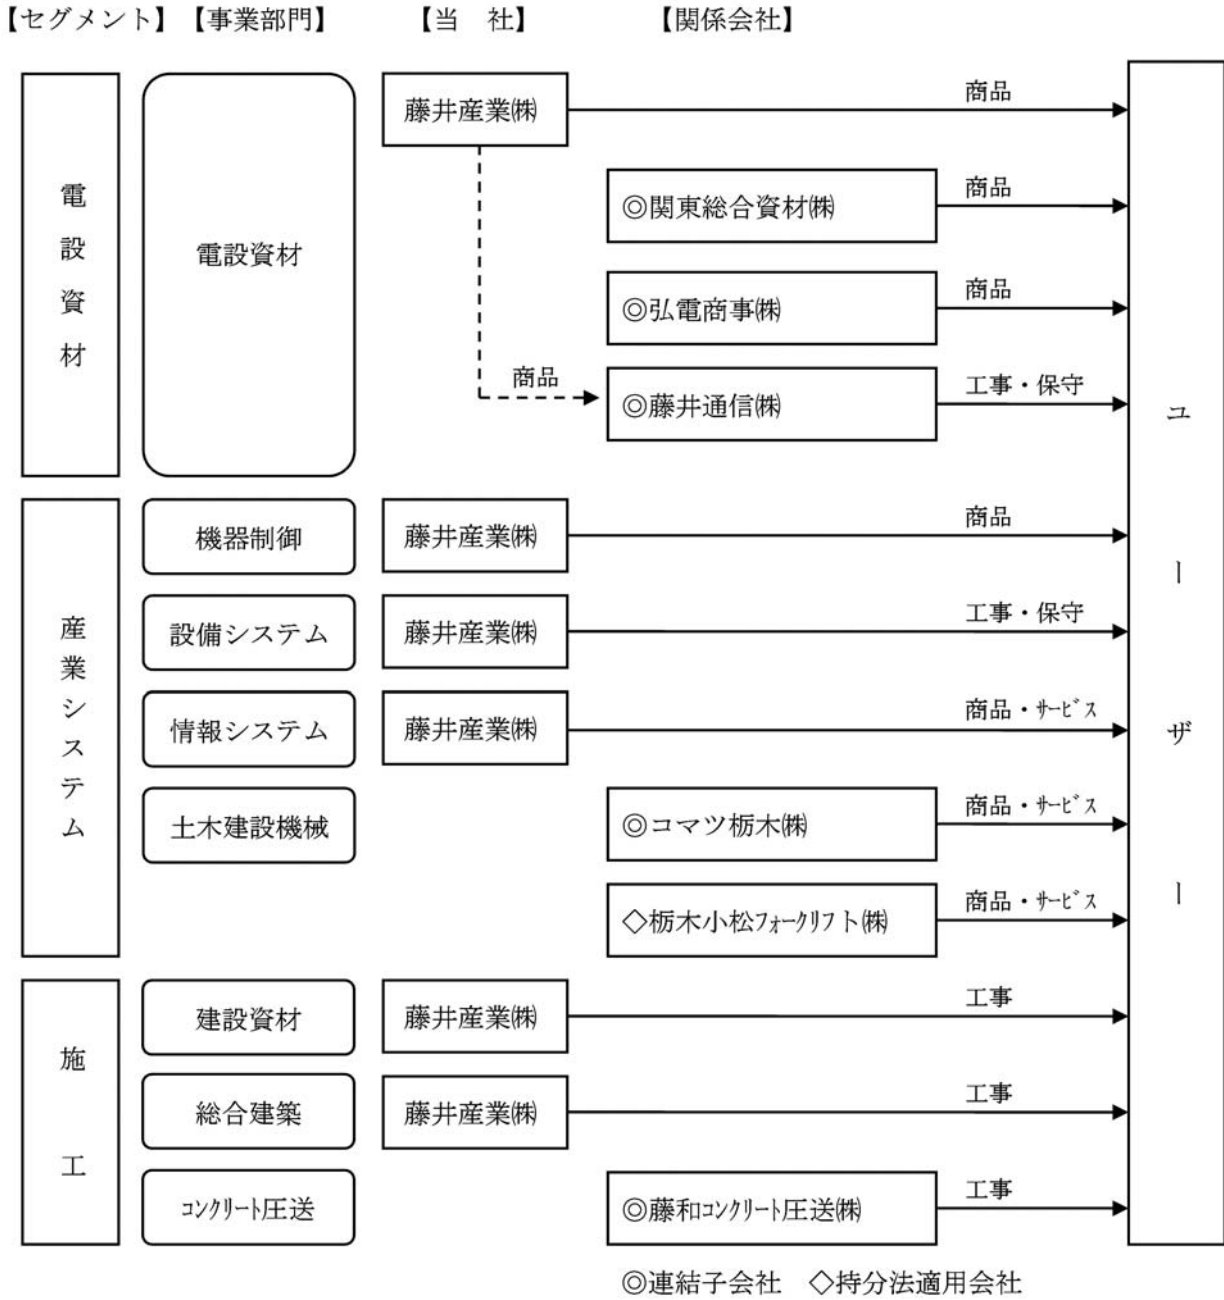 【セグメント】【事業部門】 【当　社】 【関係会社】
電設資材
電設資材
藤井産業㈱
商品
◎関東総合資材㈱
商品
◎弘電商事㈱
商品
商品
◎藤井通信㈱
工事・保守
産業システム
機器制御
藤井産業㈱
商品
設備システム
藤井産業㈱
工事・保守
情報システム
藤井産業㈱
商品・ｻｰﾋﾞｽ
土木建設機械
◎コマツ栃木㈱
商品・ｻｰﾋﾞｽ
◇栃木小松ﾌｫｰｸﾘﾌﾄ㈱
商品・ｻｰﾋﾞｽ
施工
建設資材
藤井産業㈱
工事
総合建築
藤井産業㈱
工事
ｺﾝｸﾘｰﾄ圧送
◎藤和ｺﾝｸﾘｰﾄ圧送㈱
工事
ユーザー
◎連結子会社　◇持分法適用会社